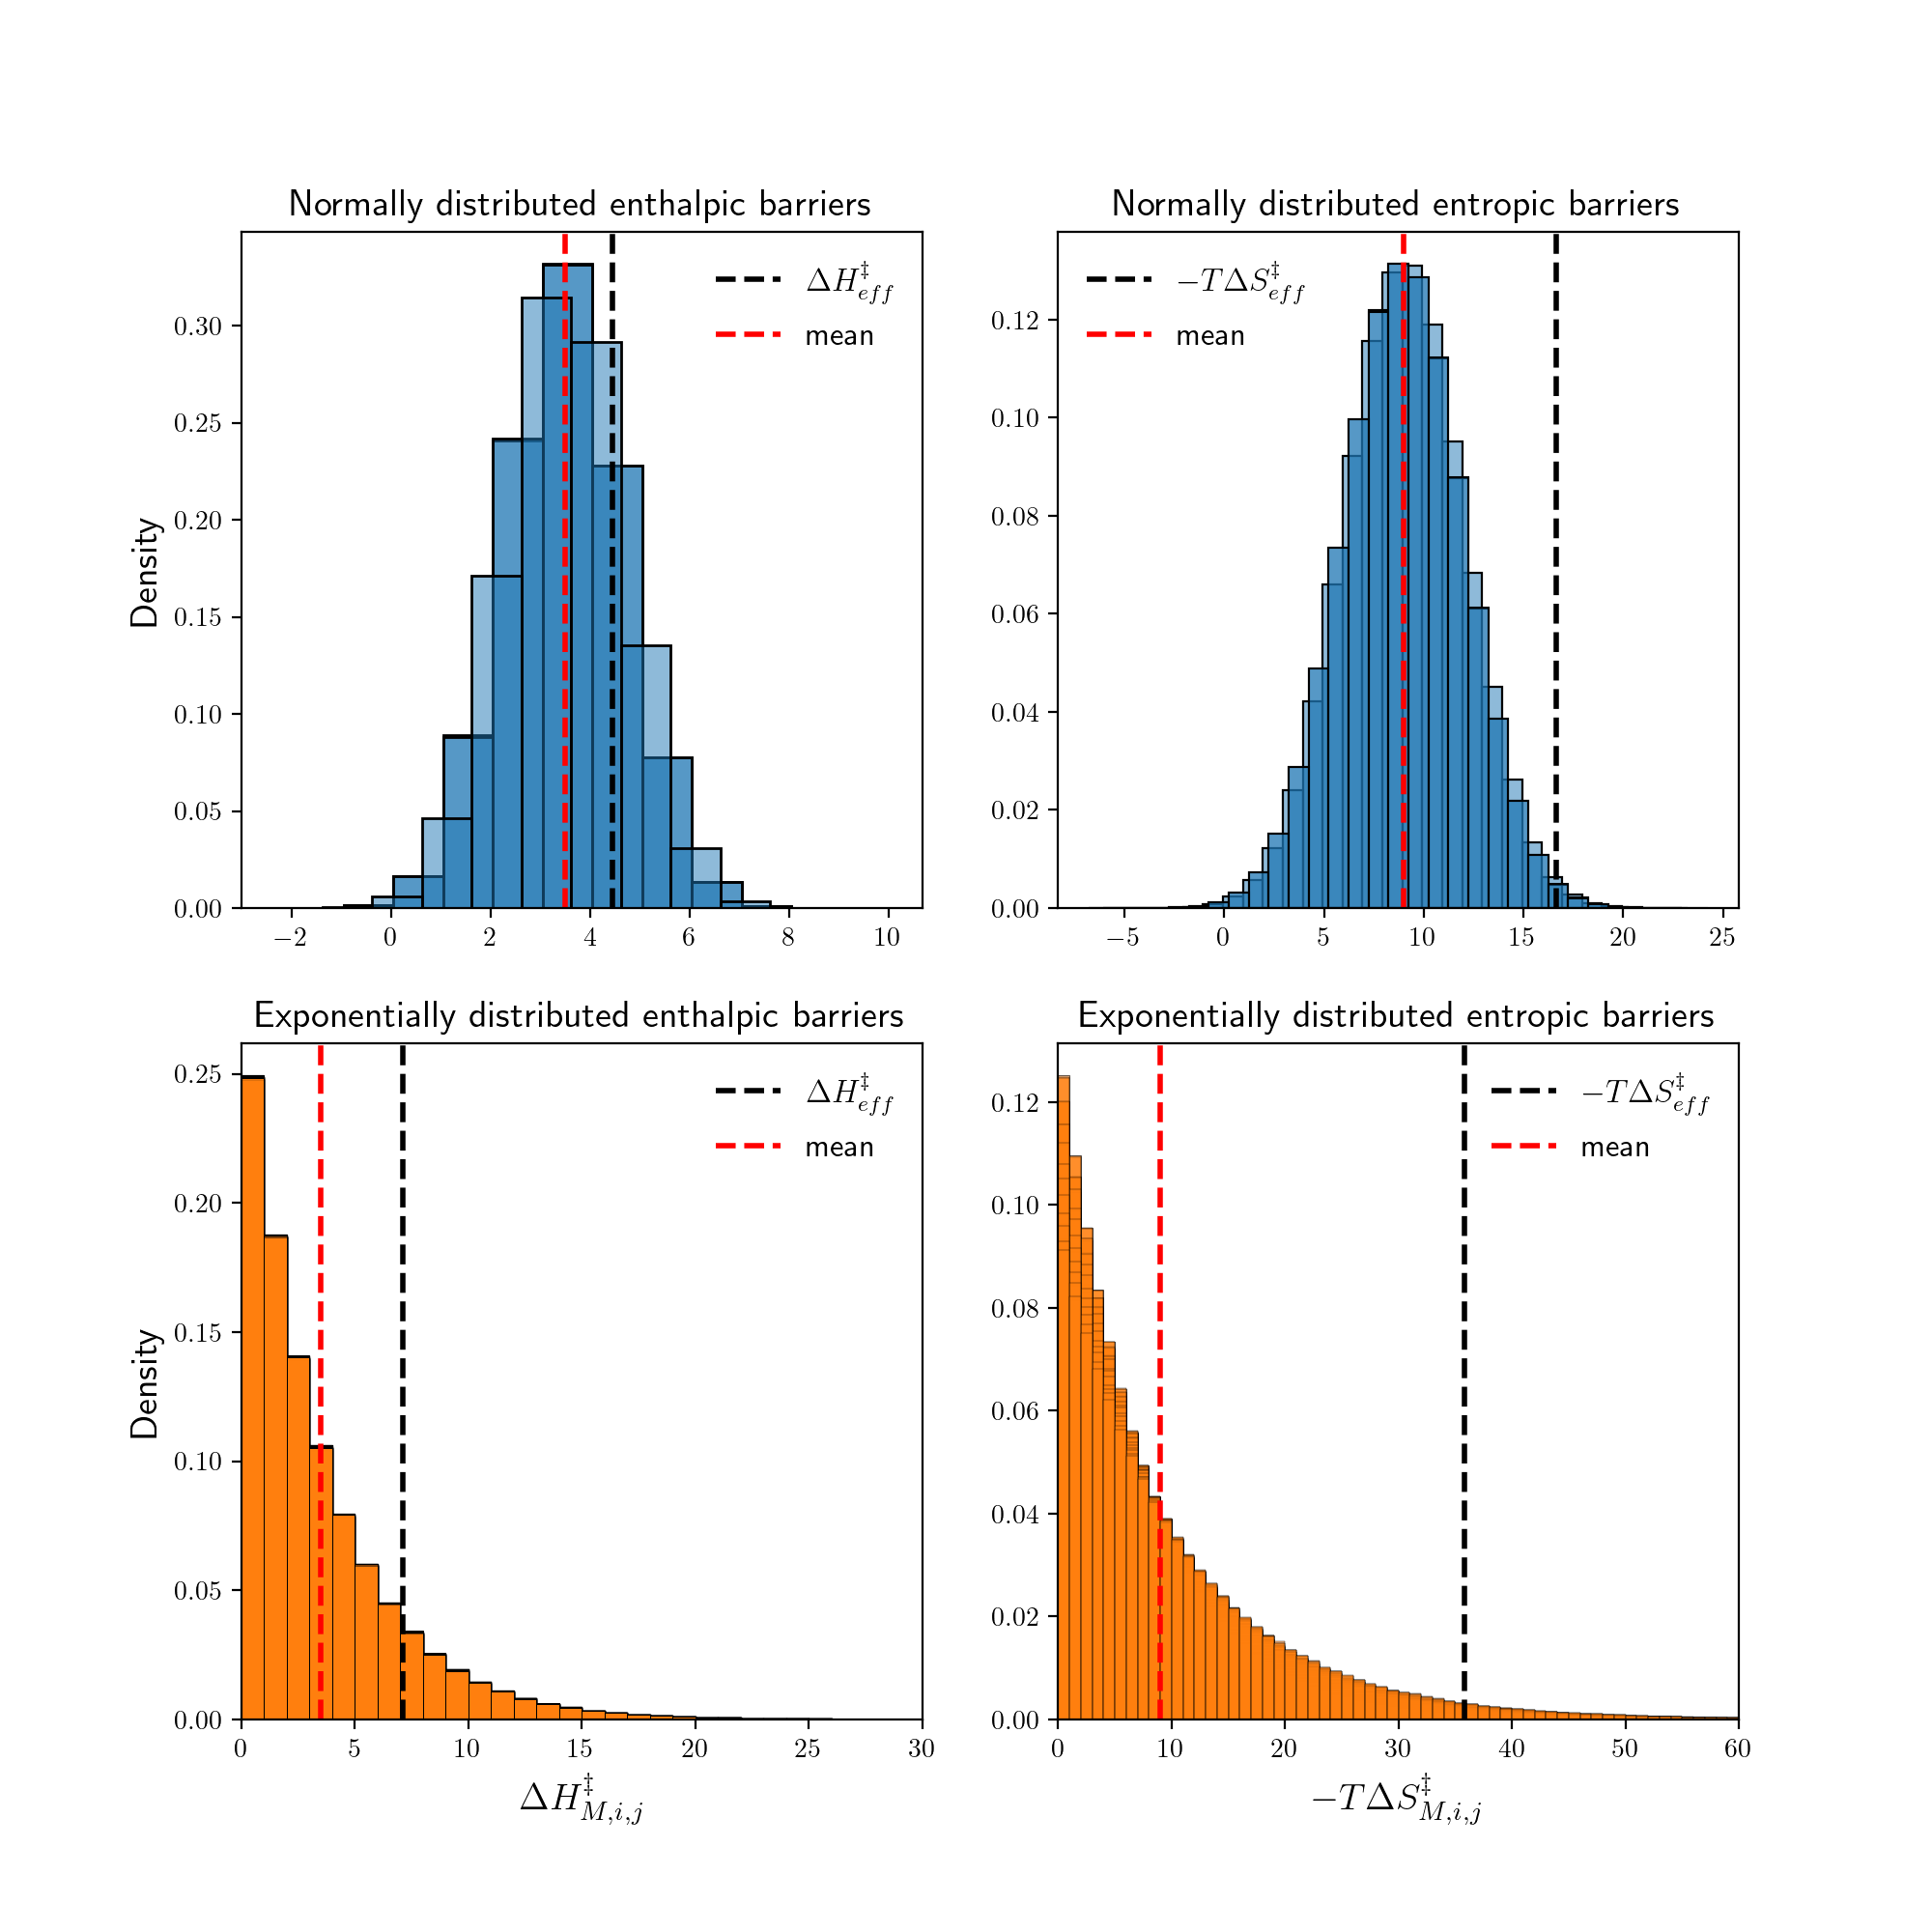 Normally distributed enthalpic barriers
Normally distributed entropic barriers
Density
0.30
0.25
0.20
0.15
0.10
0.05
0.00
−2 0 2 4 6 8 10
ΔH‡eff
mean
0.12
0.10
0.08
0.06
0.04
0.02
0.00
−5 0 5 10 15 20 25
−TΔS‡eff
mean
Exponentially distributed enthalpic barriers
Exponentially distributed entropic barriers
Density
0.25
0.20
0.15
0.10
0.05
0.00
0 5 10 15 20 25 30
ΔH‡eff
mean
ΔH‡M,i,j
0.12
0.10
0.08
0.06
0.04
0.02
0.00
0 10 20 30 40 50 60
−TΔS‡eff
mean
−TΔS‡M,i,j